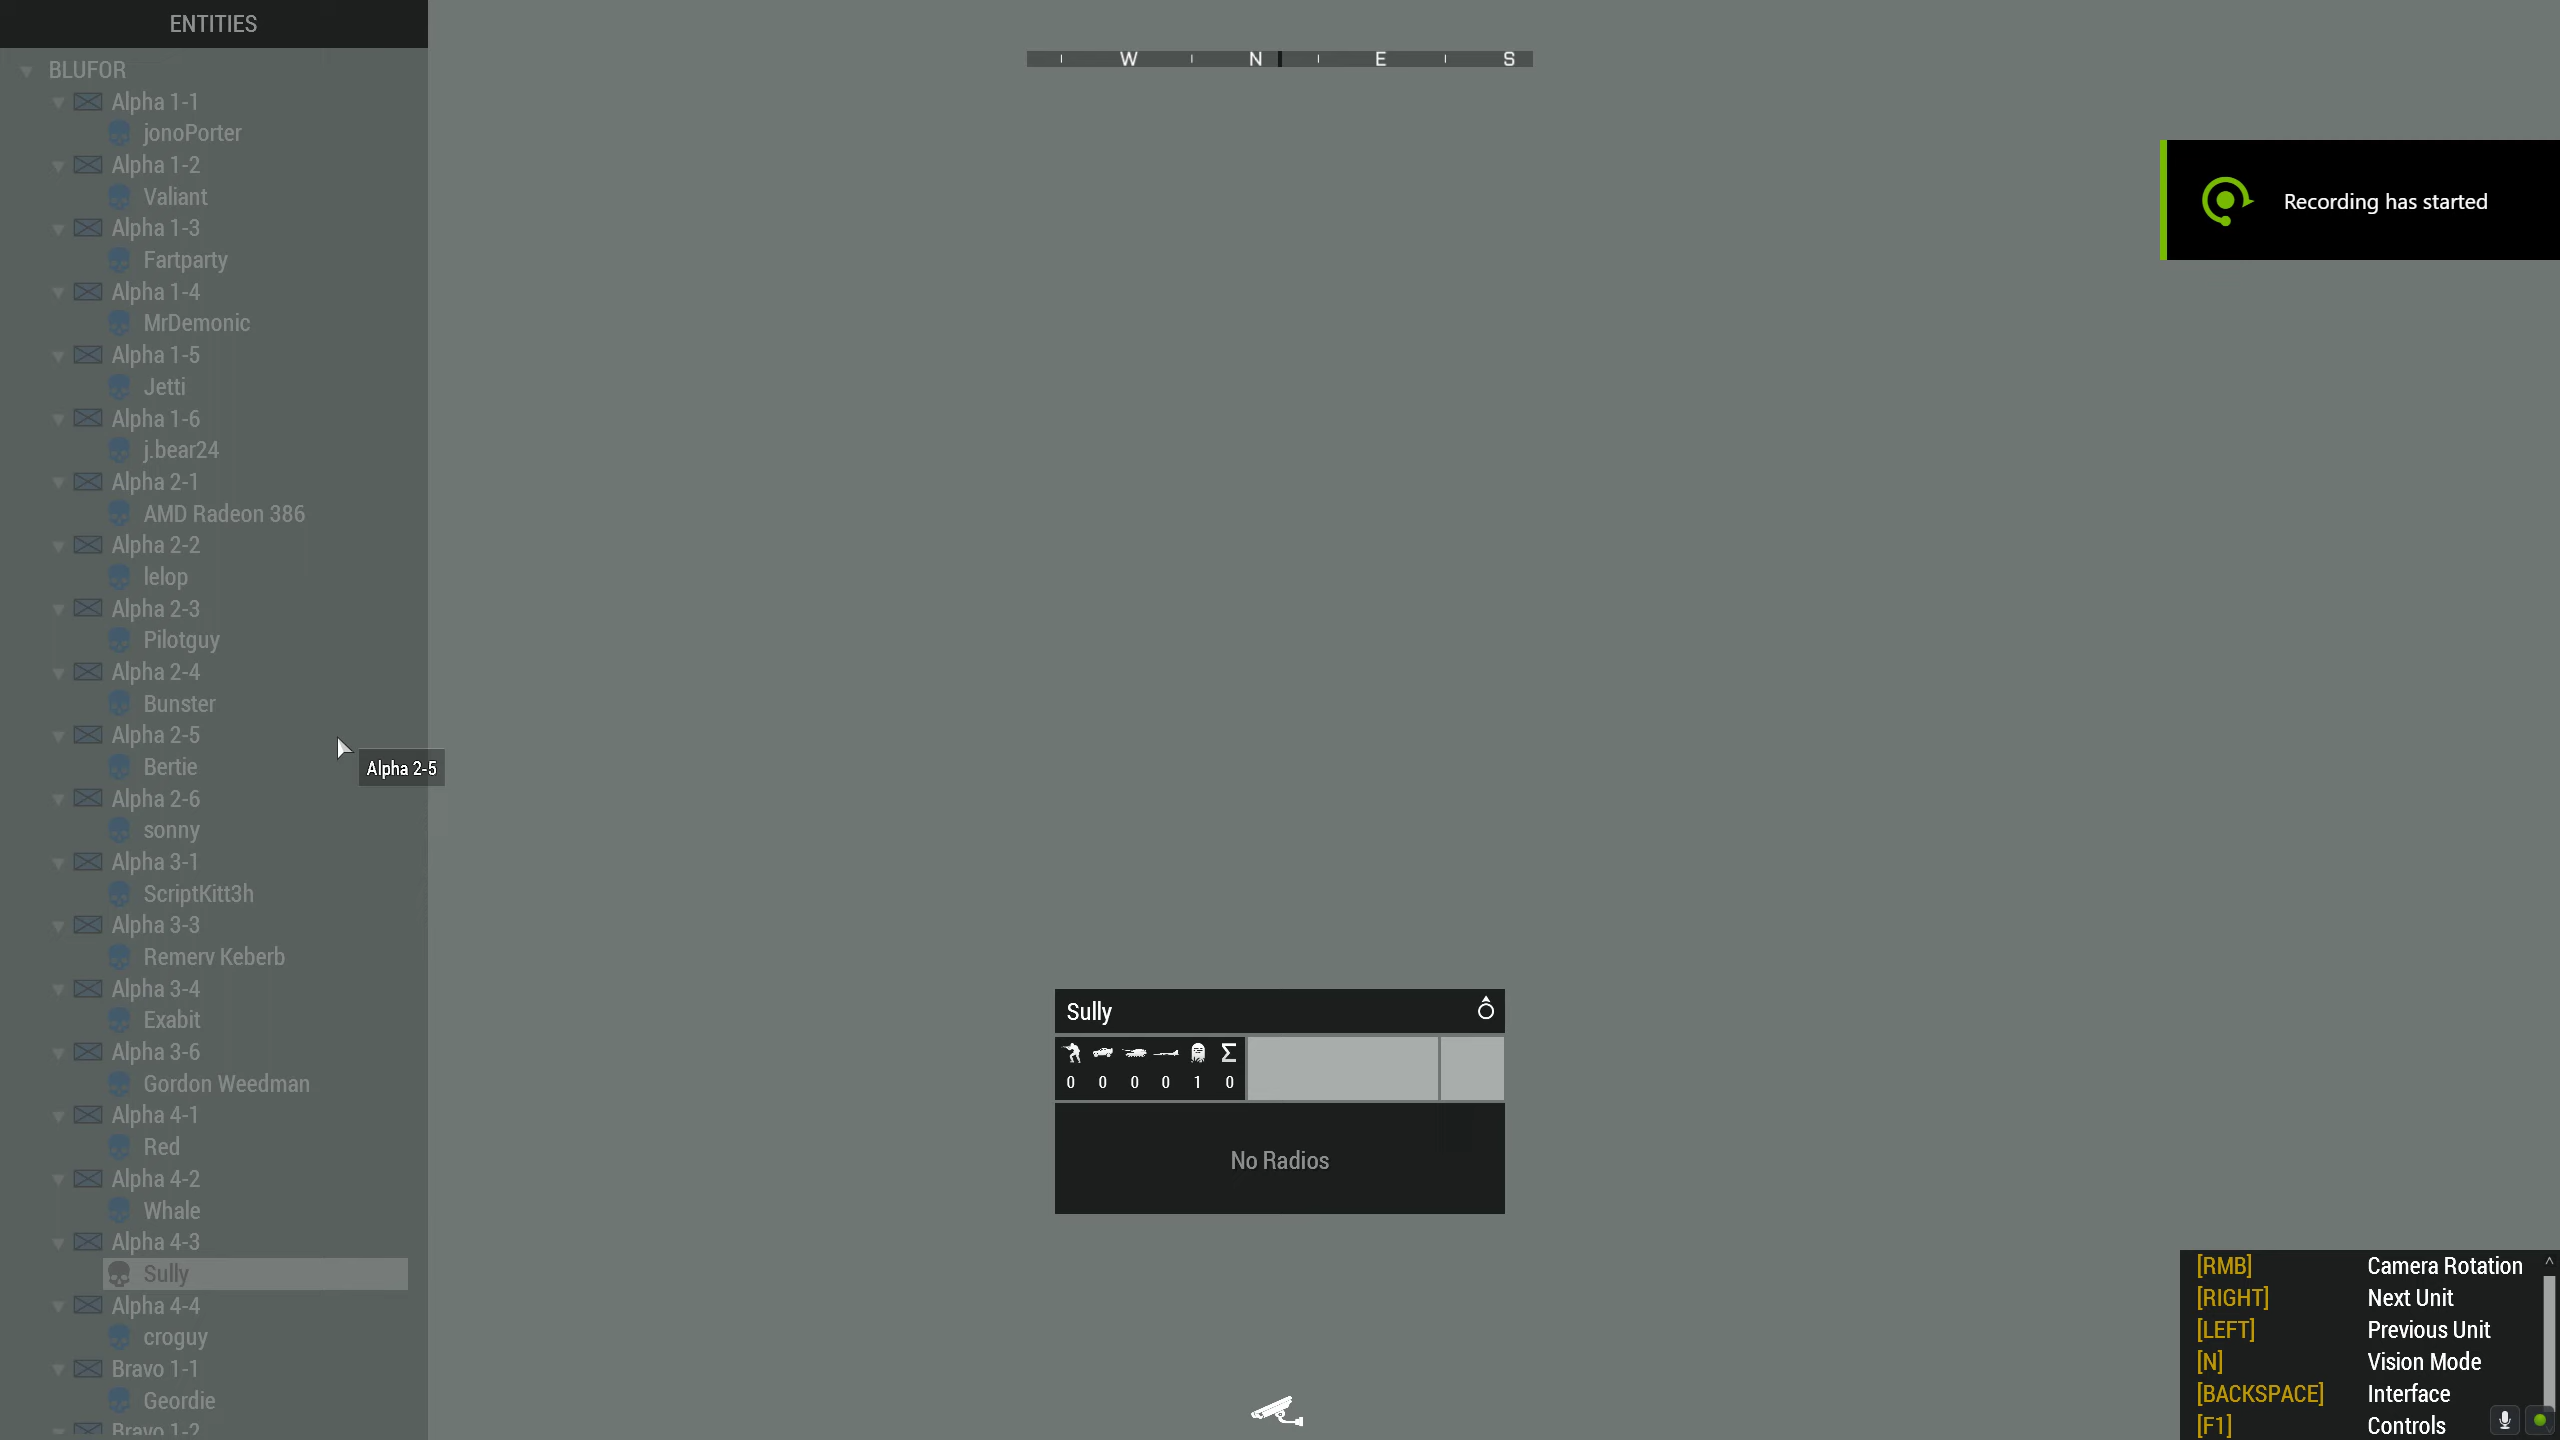 ENTITIES
BLUFOR
Alpha 1-1
jonoPorter
Alpha 1-2
Valiant
Alpha 1-3
Fartparty
Alpha 1-4
MrDemonic
Alpha 1-5
Jetti
Alpha 1-6
j.bear24
Alpha 2-1
AMD Radeon 386
Alpha 2-2
lelop
Alpha 2-3
Pilotguy
Alpha 2-4
Bunster
Alpha 2-5
Bertie
Alpha 2-6
sonny
Alpha 3-1
ScriptKitt3h
Alpha 3-3
Remerv Keberb
Alpha 3-4
Exabit
Alpha 3-6
Gordon Weedman
Alpha 4-1
Red
Alpha 4-2
Whale
Alpha 4-3
Sully
Alpha 4-4
croguy
Bravo 1-1
Geordie
Bravo 1-2
Alpha 2-5
W N E S
Recording has started
Sully
Σ
0 0 0 0 1 0
No Radios
[RMB] Camera Rotation
[RIGHT] Next Unit
[LEFT] Previous Unit
[N] Vision Mode
[BACKSPACE] Interface
[F1] Controls